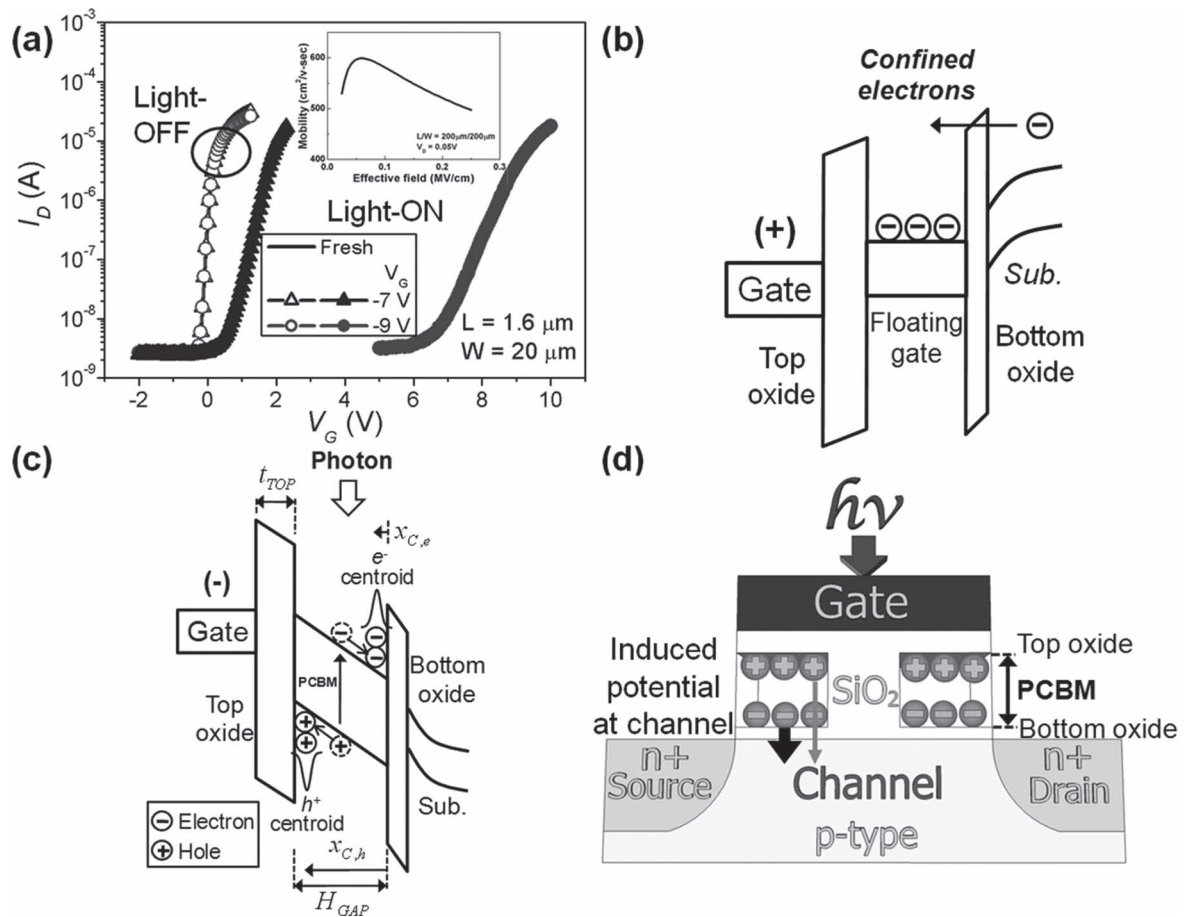 (a)
10^-3
10^-4
10^-5
10^-6
10^-7
10^-8
10^-9
I_D (A)
Light-
OFF
600
500
400
Mobility (cm²/v-sec)
L/W = 200μm/200μm
V_D = 0.05V
0.0 0.1 0.2 0.3
Effective field (MV/cm)
Light-ON
Fresh
V_G
-7 V
-9 V
L = 1.6 μm
W = 20 μm
-2 0 2 4 6 8 10
V_G (V)
(b)
Confined
electrons
(+)
Gate
Top
oxide
Floating
gate
Sub.
Bottom
oxide
(c)
Photon
t_TOP
x_C,e
e-
centroid
(-)
Gate
PCBM
Bottom
oxide
Top
oxide
Sub.
h+
centroid
Electron
Hole
x_C,h
H_GAP
(d)
hν
Gate
Induced
potential
at channel
SiO₂
Top oxide
PCBM
Bottom oxide
n+
Source
Channel
p-type
n+
Drain